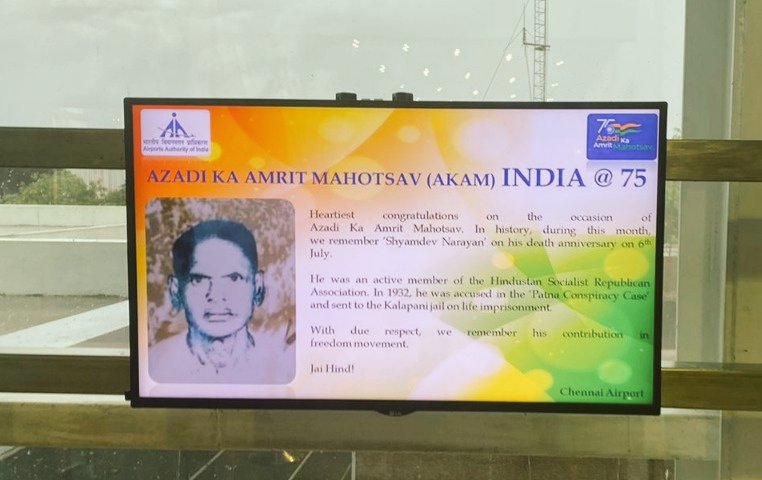 भारतीय विमानपत्तन प्राधिकरण
Airports Authority of India
75
Azadi Ka
Amrit Mahotsav
AZADI KA AMRIT MAHOTSAV (AKAM) INDIA @ 75
Heartiest congratulations on the occasion of
Azadi Ka Amrit Mahotsav. In history, during this month,
we remember ‘Shyamdev Narayan’ on his death anniversary on 6th
July.
He was an active member of the Hindustan Socialist Republican
Association. In 1932, he was accused in the ‘Patna Conspiracy Case’
and sent to the Kalapani jail on life imprisonment.
With due respect, we remember his contribution in
freedom movement.
Jai Hind!
Chennai Airport
LG